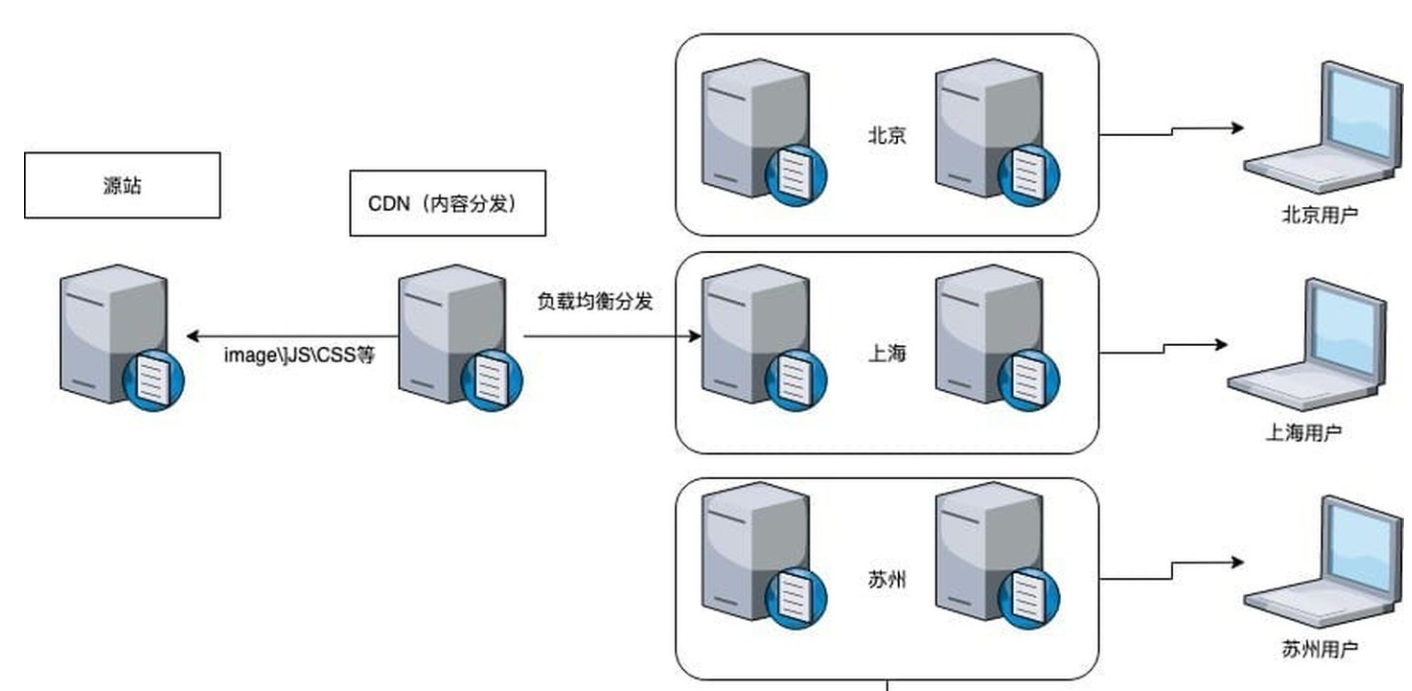 源站
CDN（内容分发）
image\]JS\CSS等
负载均衡分发
北京
北京用户
上海
上海用户
苏州
苏州用户